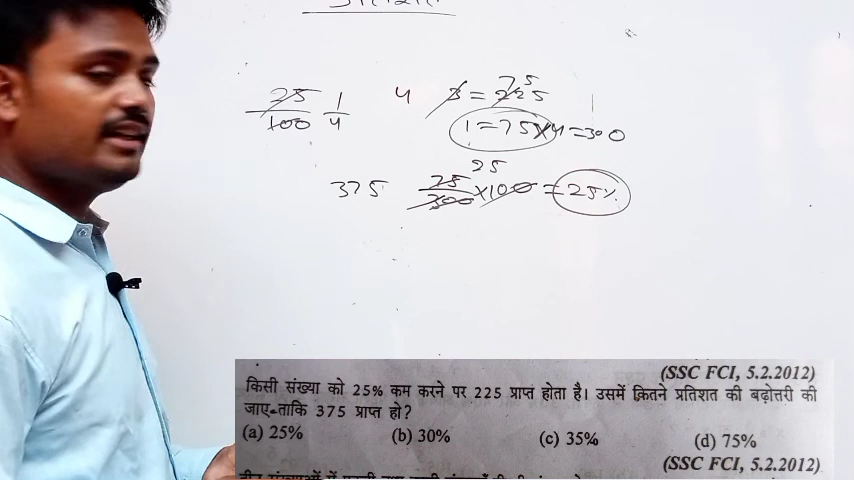 25/100 1/4 4 3 = 225 75
1 = 75 × 4 = 300
375 75/300 × 100 25 = 25%
(SSC FCI, 5.2.2012)
किसी संख्या को 25% कम करने पर 225 प्राप्त होता है। उसमें कितने प्रतिशत की बढ़ोत्तरी की
जाए ताकि 375 प्राप्त हो?
(a) 25% (b) 30% (c) 35% (d) 75%
(SSC FCI, 5.2.2012)